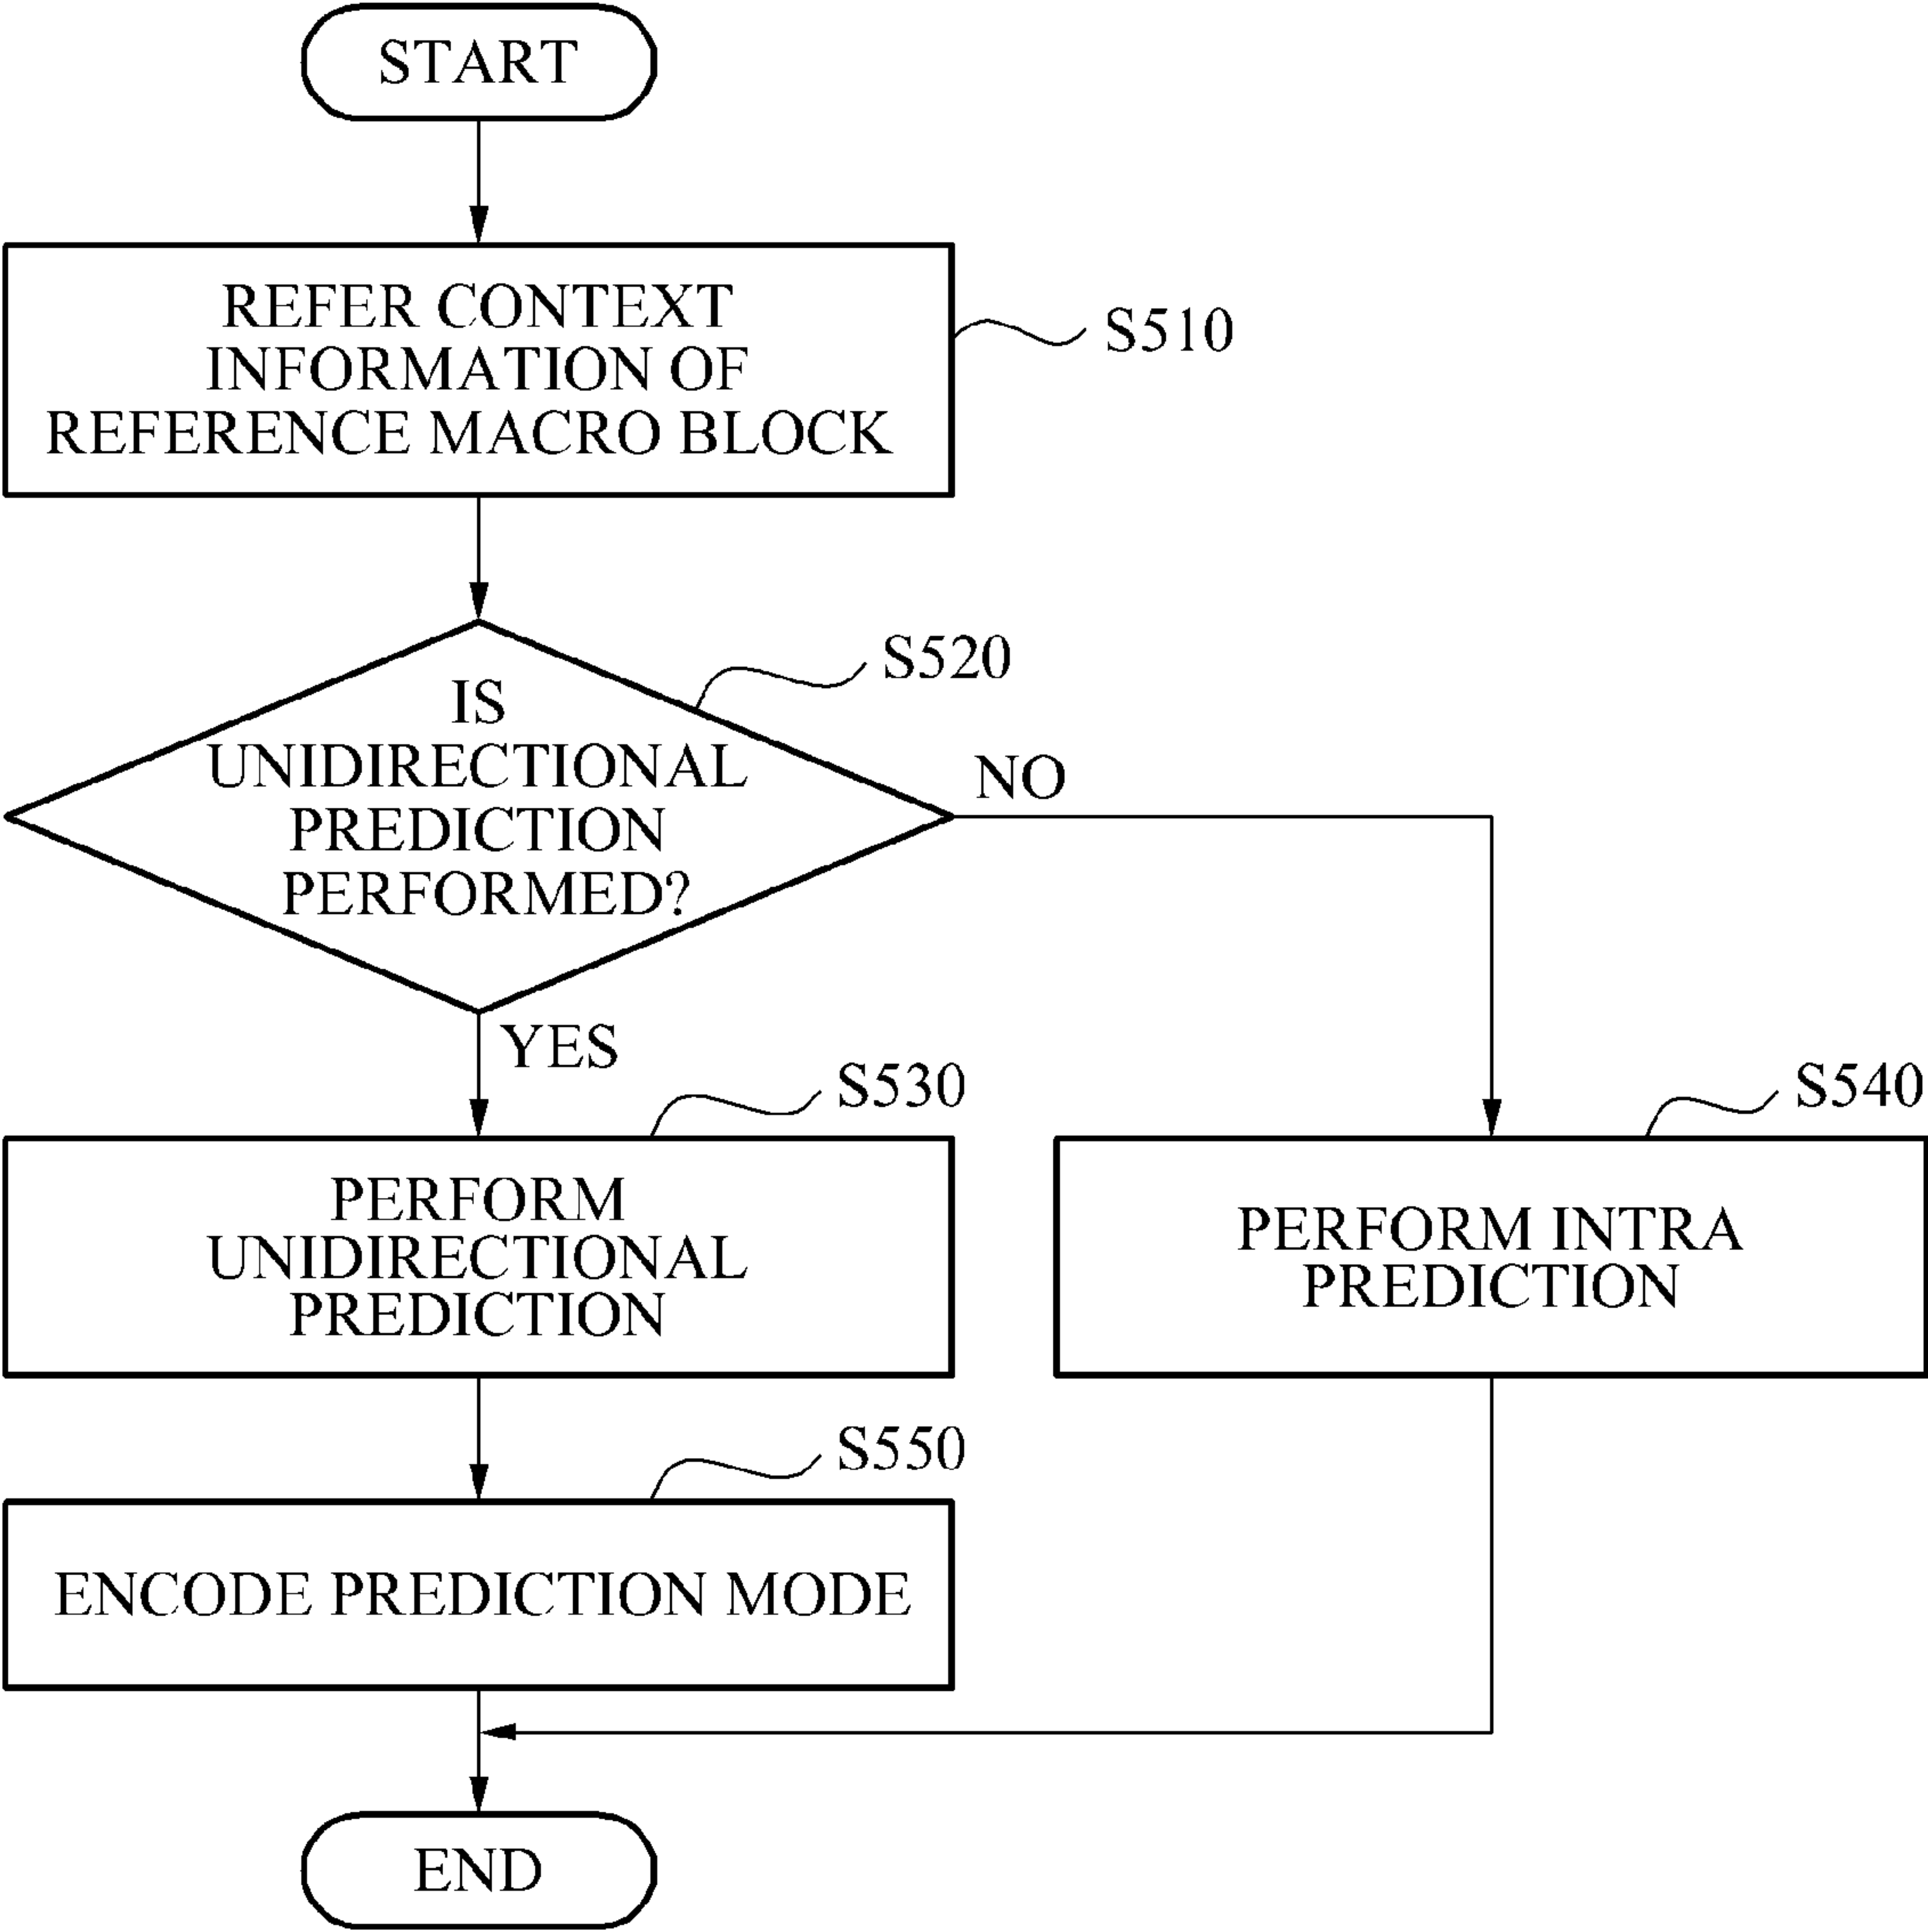 START
REFER CONTEXT
INFORMATION OF
REFERENCE MACRO BLOCK
S510
S520
IS
UNIDIRECTIONAL
PREDICTION
PERFORMED?
NO
YES
S530
PERFORM
UNIDIRECTIONAL
PREDICTION
S540
PERFORM INTRA
PREDICTION
S550
ENCODE PREDICTION MODE
END